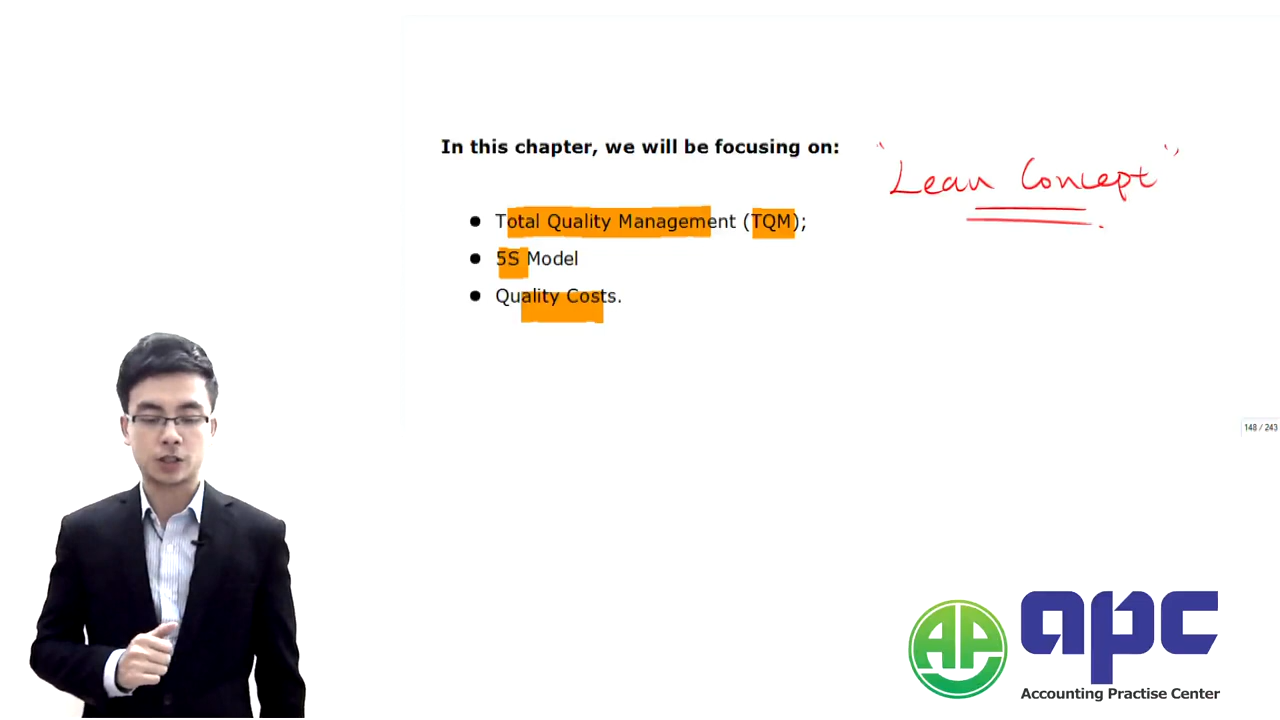 In this chapter, we will be focusing on:
"Lean Concept"
● Total Quality Management (TQM);
● 5S Model
● Quality Costs.
148 / 243
AP
apc
Accounting Practise Center